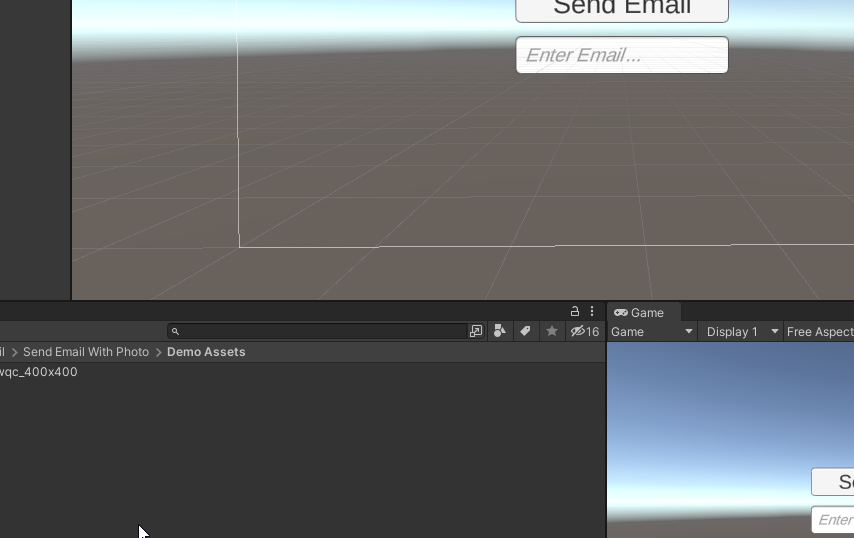 Send Email
Enter Email...
Game
16
Game
Display 1
Free Aspect
Send Email With Photo
Demo Assets
wqc_400x400
Enter